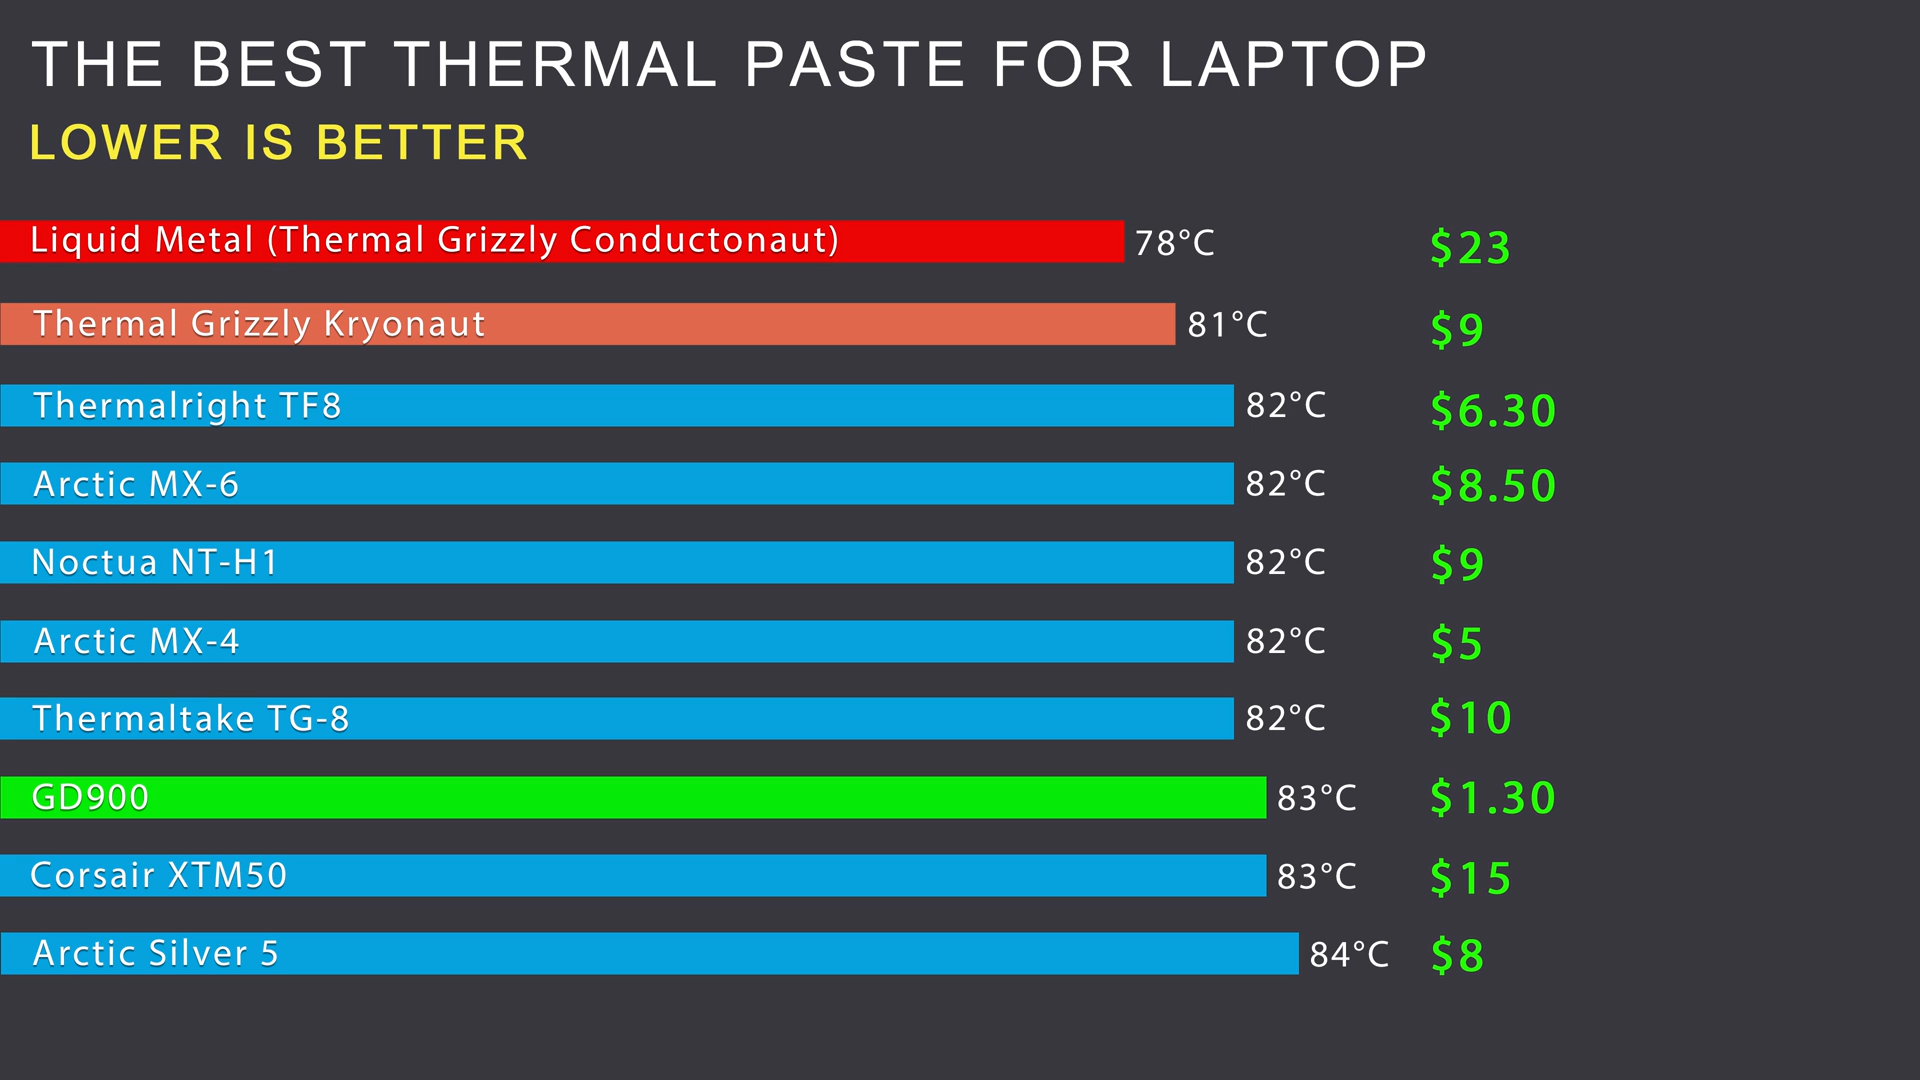 THE BEST THERMAL PASTE FOR LAPTOP
LOWER IS BETTER
Liquid Metal (Thermal Grizzly Conductonaut) 78°C $23
Thermal Grizzly Kryonaut 81°C $9
Thermalright TF8 82°C $6.30
Arctic MX-6 82°C $8.50
Noctua NT-H1 82°C $9
Arctic MX-4 82°C $5
Thermaltake TG-8 82°C $10
GD900 83°C $1.30
Corsair XTM50 83°C $15
Arctic Silver 5 84°C $8